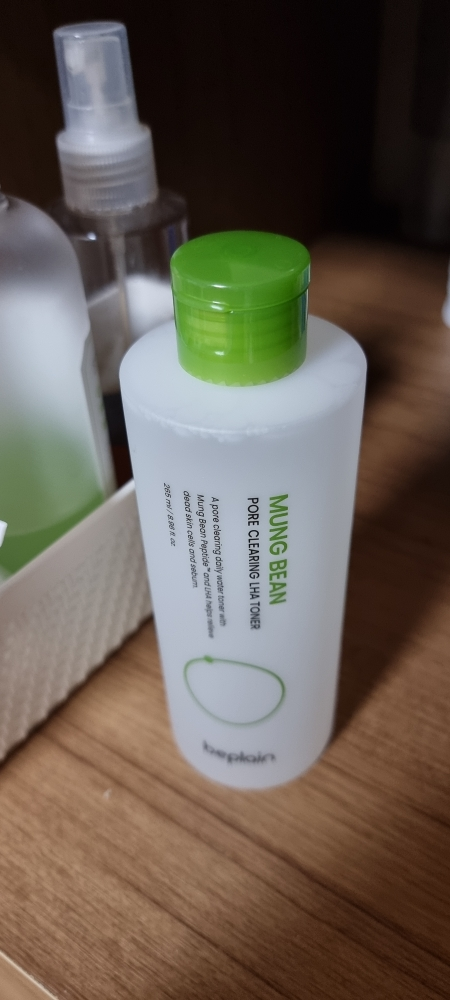 MUNG BEAN
PORE CLEARING LHA TONER
A pore clearing daily water toner with
Mung Bean Peptide™ and LHA helps relieve
dead skin cells and sebum.
265 ml / 8.96 fl oz
beplain